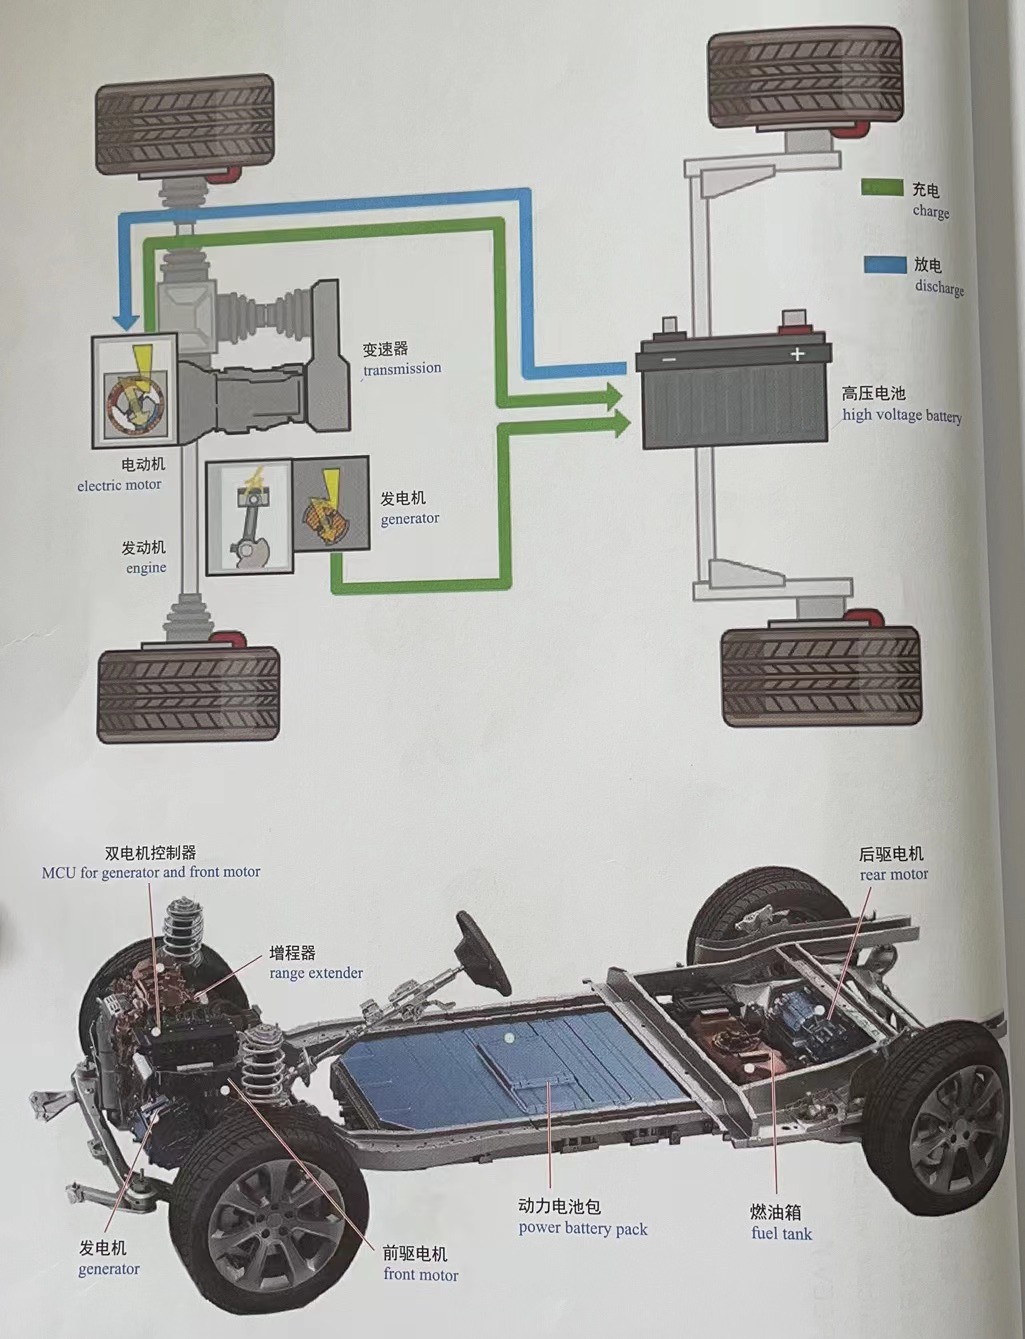 充电
charge
放电
discharge
变速器
transmission
－
+
高压电池
high voltage battery
电动机
electric motor
发电机
generator
发动机
engine
双电机控制器
MCU for generator and front motor
后驱电机
rear motor
增程器
range extender
动力电池包
power battery pack
燃油箱
fuel tank
发电机
generator
前驱电机
front motor